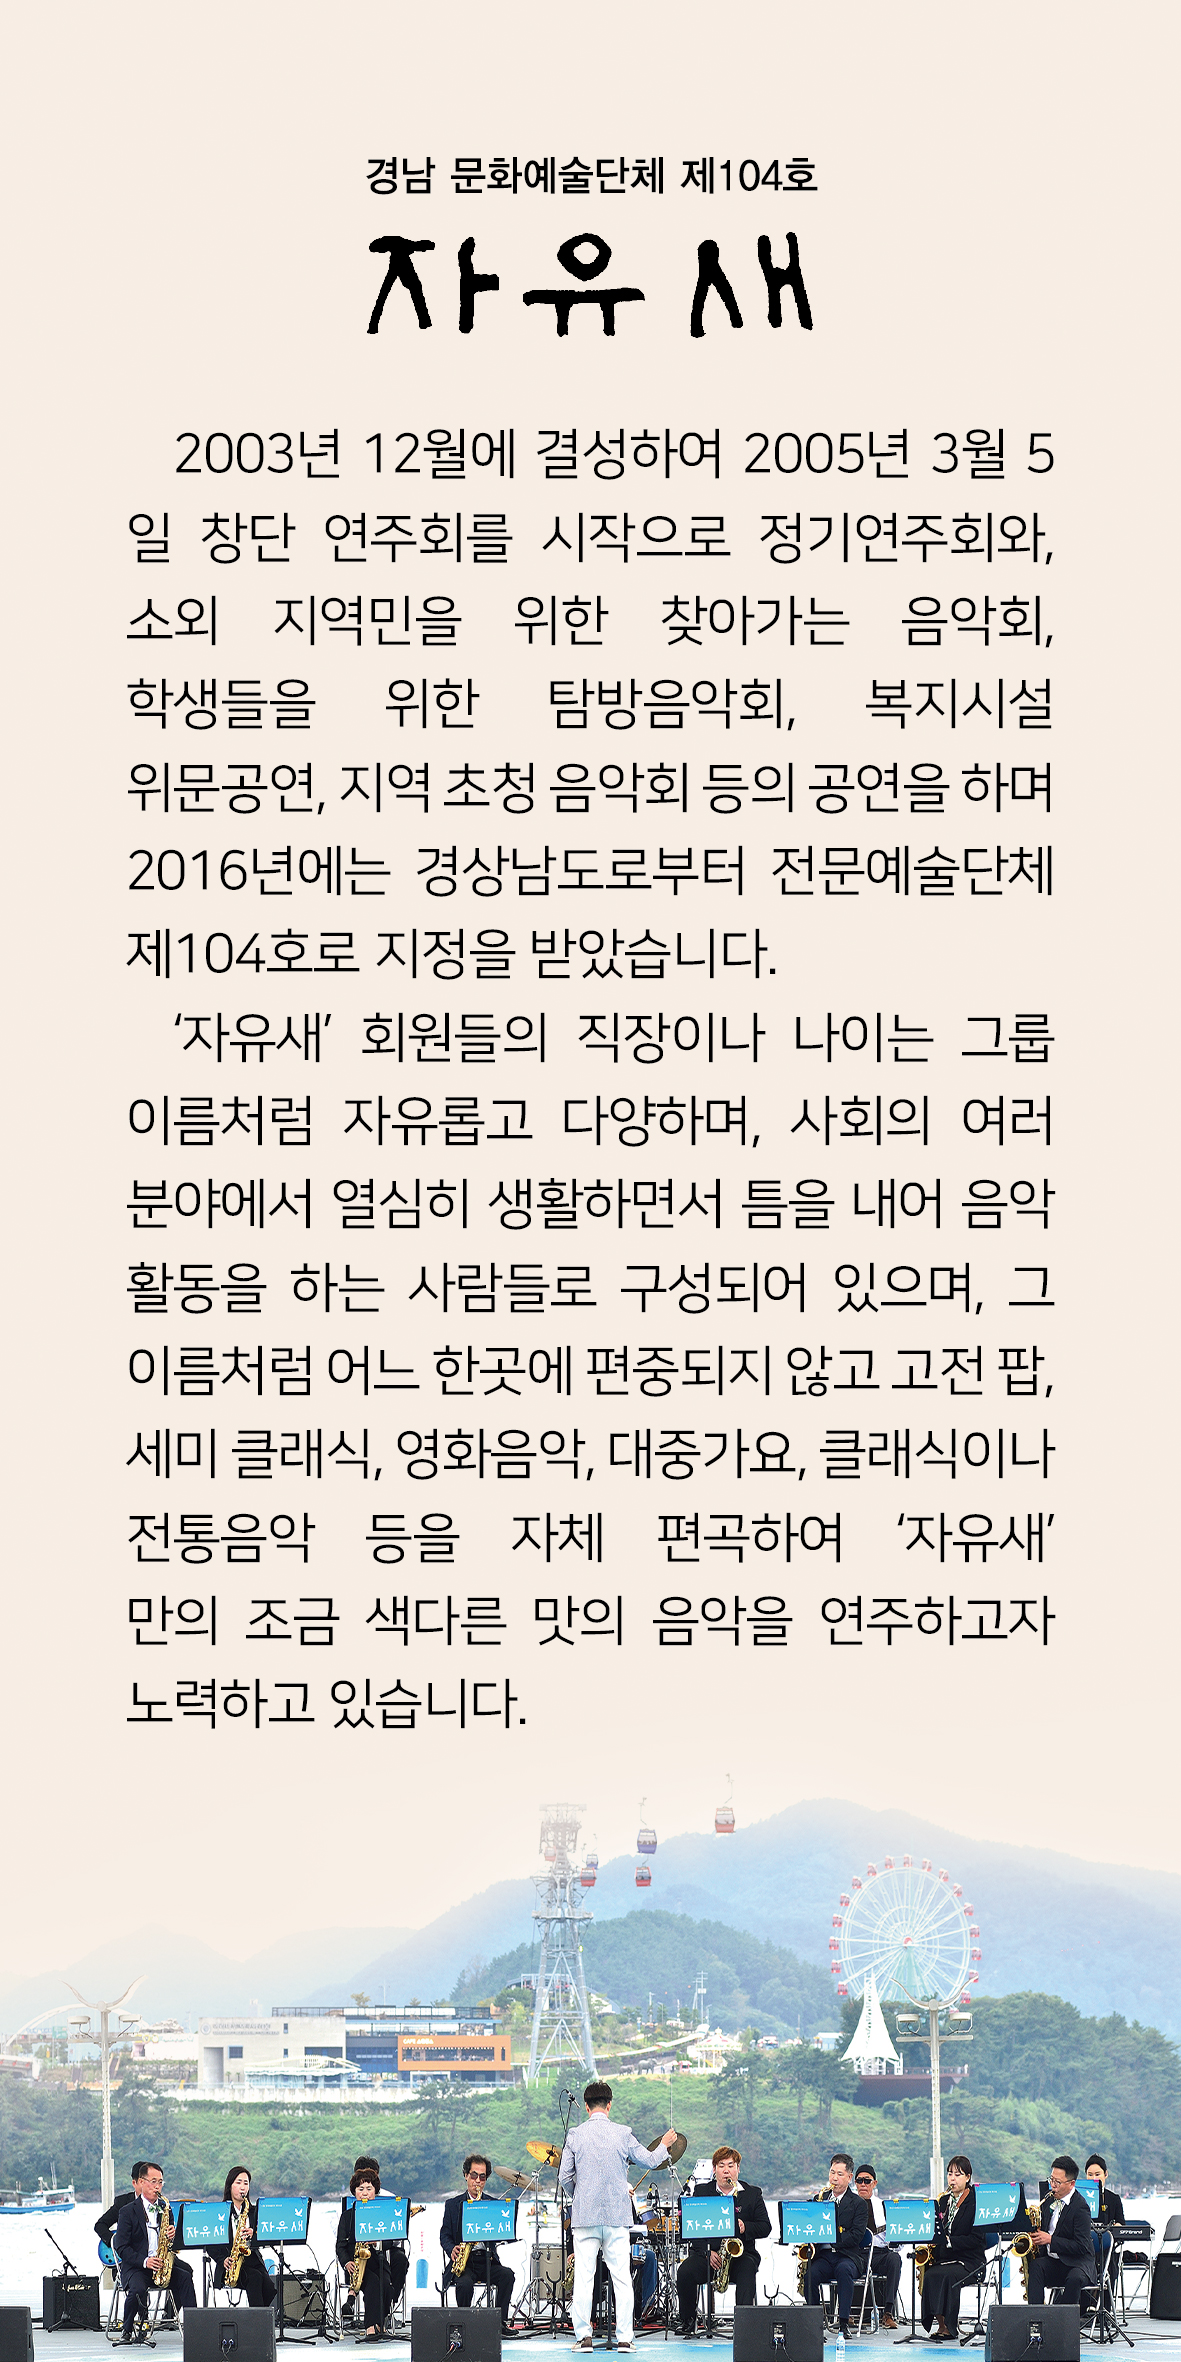 경남 문화예술단체 제104호
자유새
2003년 12월에 결성하여 2005년 3월 5
일 창단 연주회를 시작으로 정기연주회와,
소외 지역민을 위한 찾아가는 음악회,
학생들을 위한 탐방음악회, 복지시설
위문공연, 지역 초청 음악회 등의 공연을 하며
2016년에는 경상남도로부터 전문예술단체
제104호로 지정을 받았습니다.
‘자유새’ 회원들의 직장이나 나이는 그룹
이름처럼 자유롭고 다양하며, 사회의 여러
분야에서 열심히 생활하면서 틈을 내어 음악
활동을 하는 사람들로 구성되어 있으며, 그
이름처럼 어느 한곳에 편중되지 않고 고전 팝,
세미 클래식, 영화음악, 대중가요, 클래식이나
전통음악 등을 자체 편곡하여 ‘자유새’
만의 조금 색다른 맛의 음악을 연주하고자
노력하고 있습니다.
자유새
자유새
자유새
자유새
자유새
자유새
자유새
자유새